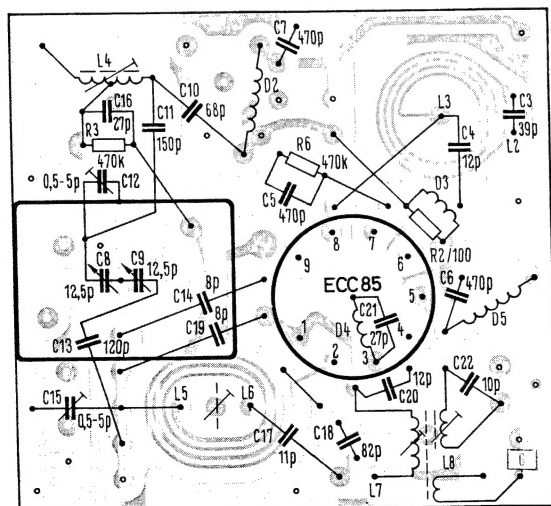 C7
470p
L4
C10
68p
D2
C16
27p
C11
150p
R3
470k
L3
C3
39p
L2
C4
12p
R6
470k
C5
470p
0,5-5p
C12
D3
R2/100
8
7
9
6
ECC85
5
C8
12,5p
C9
12,5p
C14
8p
C19
8p
C6
470p
D5
C21
27p
D4
1
4
2
3
C13
120p
C15
0,5-5p
L5
L6
C17
11p
C18
82p
12p
C20
C22
10p
L7
L8